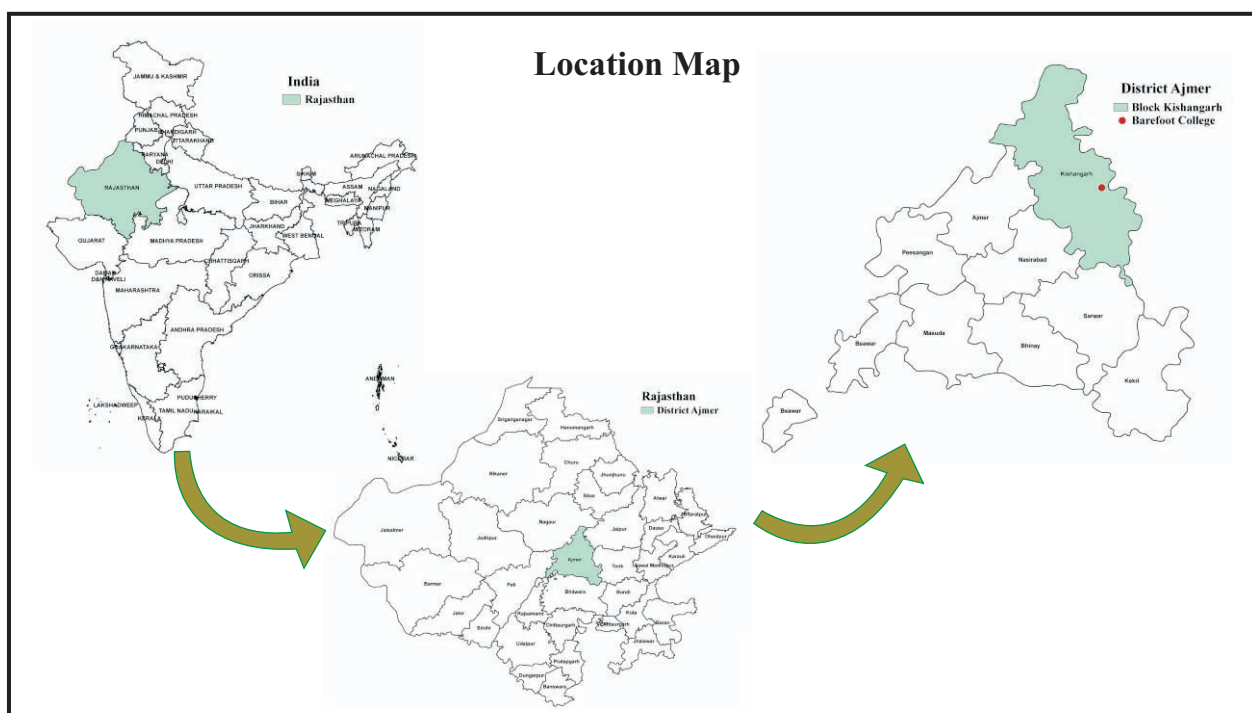 Location Map
India
Rajasthan
JAMMU & KASHMIR
HIMACHAL PRADESH
PUNJAB
CHANDIGARH
UTTARAKHAND
HARYANA
DELHI
ARUNACHAL PRADESH
SIKKIM
RAJASTHAN
UTTAR PRADESH
ASSAM
NAGALAND
BIHAR
MEGHALAYA
MANIPUR
TRIPURA
MIZORAM
JHARKHAND
WEST BENGAL
GUJARAT
MADHYA PRADESH
CHHATTISGARH
ORISSA
DAMAN
MAHARASHTRA
ANDHRA PRADESH
GOA
KARNATAKA
ANDAMAN
PUDUCHERRY
LAKSHADWEEP
TAMIL NADU
KARAIKAL
KERALA
NICOBAR
Rajasthan
District Ajmer
Sriganganagar
Hanumangarh
Bikaner
Churu
Jhunjhunu
Sikar
Alwar
Bharatpur
Jaisalmer
Nagaur
Jaipur
Dausa
Dholpur
Jodhpur
Ajmer
Karauli
Tonk
Sawai Madhopur
Barmer
Pali
Bhilwara
Bundi
Jalor
Rajsamand
Kota
Baran
Sirohi
Chittaurgarh
Chittaurgarh
Udaipur
Jhalawar
Pratapgarh
Dungarpur
Banswara
District Ajmer
Block Kishangarh
Barefoot College
Kishangarh
Ajmer
Peesangan
Nasirabad
Sarwar
Beawar
Masuda
Bhinay
Kekri
Beawar